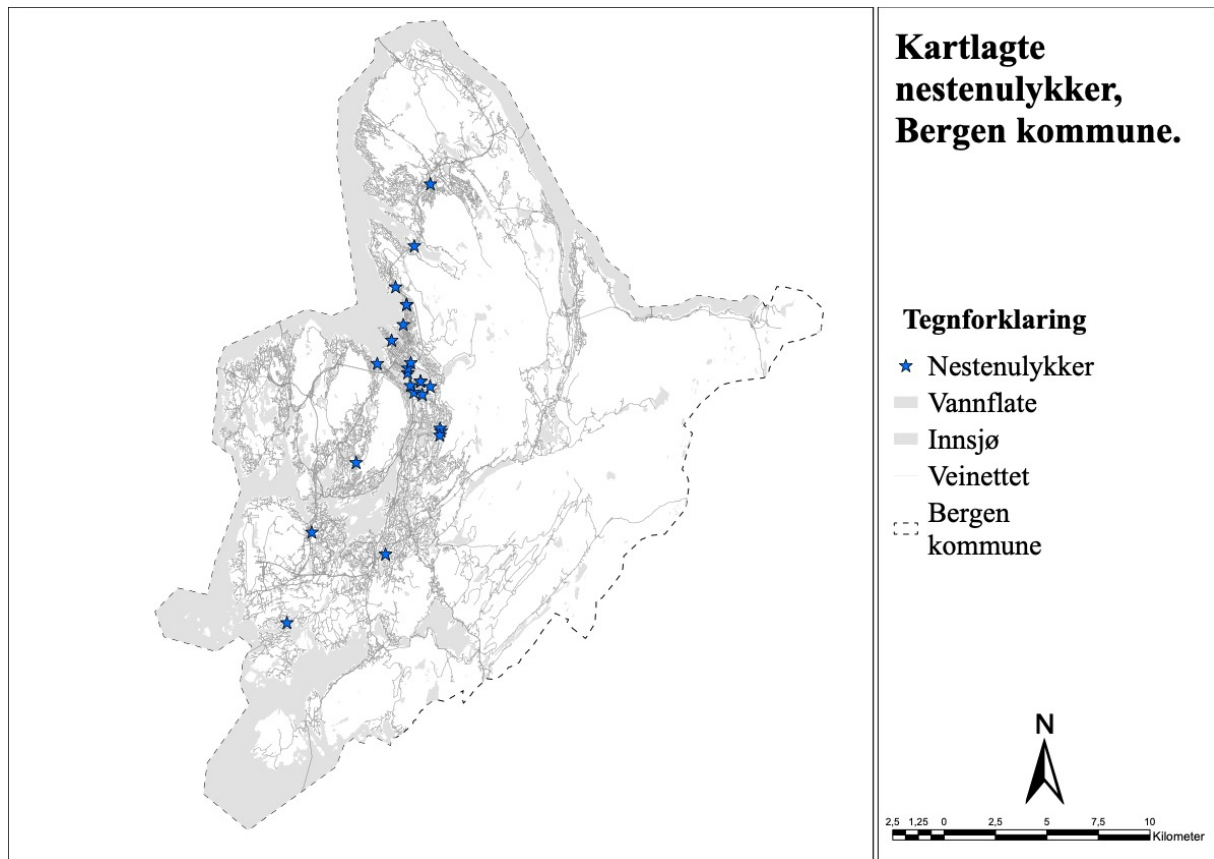 Kartlagte
nestenulykker,
Bergen kommune.
Tegnforklaring
Nestenulykker
Vannflate
Innsjø
Veinettet
Bergen
kommune
N
2,5 1,25 0 2,5 5 7,5 10
Kilometer